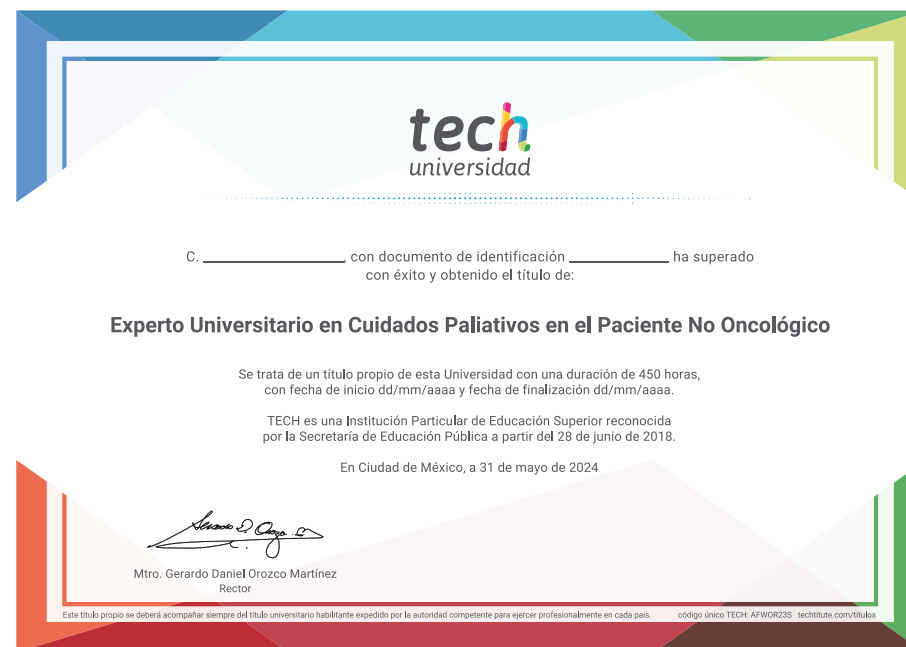 tech
universidad
C. ____________, con documento de identificación ____________ ha superado
con éxito y obtenido el título de:
Experto Universitario en Cuidados Paliativos en el Paciente No Oncológico
Se trata de un título propio de esta Universidad con una duración de 450 horas,
con fecha de inicio dd/mm/aaaa y fecha de finalización dd/mm/aaaa.
TECH es una Institución Particular de Educación Superior reconocida
por la Secretaría de Educación Pública a partir del 28 de junio de 2018.
En Ciudad de México, a 31 de mayo de 2024
Mtro. Gerardo Daniel Orozco Martínez
Rector
Este título propio se deberá acompañar siempre del título universitario habilitante expedido por la autoridad competente para ejercer profesionalmente en cada país. código único TECH: AFWOR23S techtitute.com/titulos